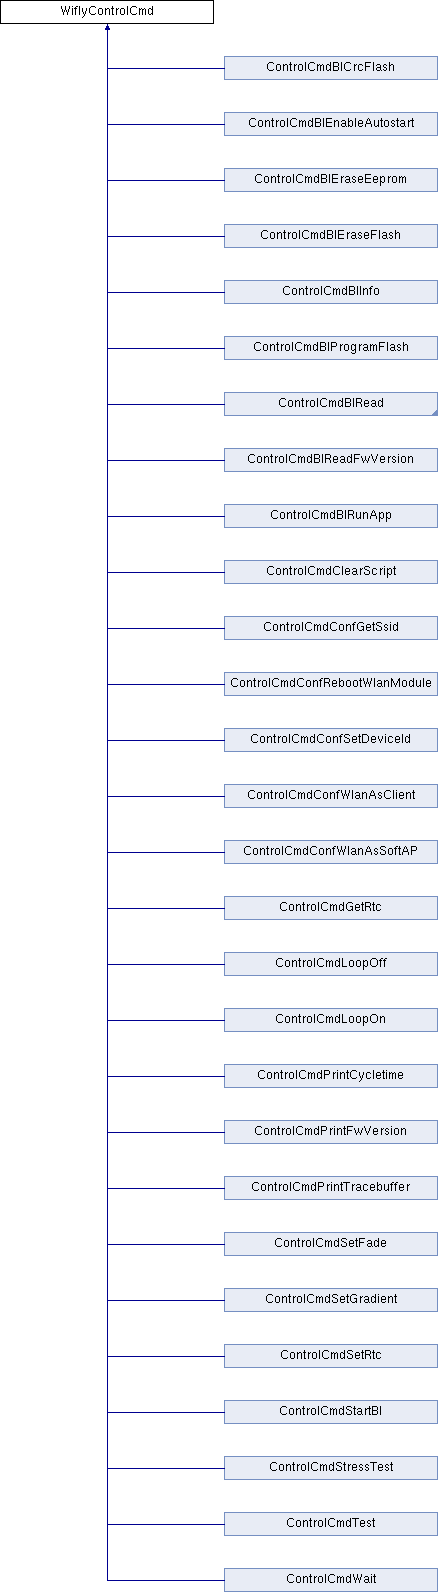 WiflyControlCmd
ControlCmdBlCrcFlash
ControlCmdBlEnableAutostart
ControlCmdBlEraseEeprom
ControlCmdBlEraseFlash
ControlCmdBlInfo
ControlCmdBlProgramFlash
ControlCmdBlRead
ControlCmdBlReadFwVersion
ControlCmdBlRunApp
ControlCmdClearScript
ControlCmdConfGetSsid
ControlCmdConfRebootWlanModule
ControlCmdConfSetDeviceId
ControlCmdConfWlanAsClient
ControlCmdConfWlanAsSoftAP
ControlCmdGetRtc
ControlCmdLoopOff
ControlCmdLoopOn
ControlCmdPrintCycletime
ControlCmdPrintFwVersion
ControlCmdPrintTracebuffer
ControlCmdSetFade
ControlCmdSetGradient
ControlCmdSetRtc
ControlCmdStartBl
ControlCmdStressTest
ControlCmdTest
ControlCmdWait